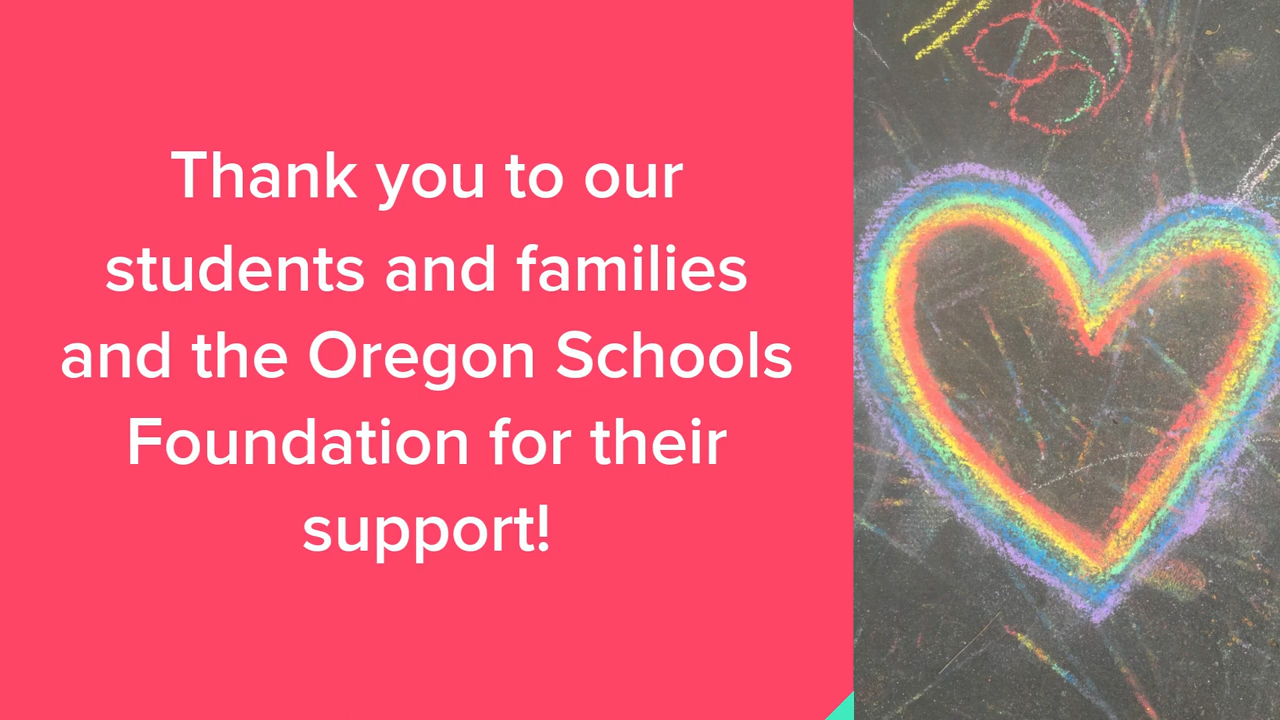 Thank you to our
students and families
and the Oregon Schools
Foundation for their
support!